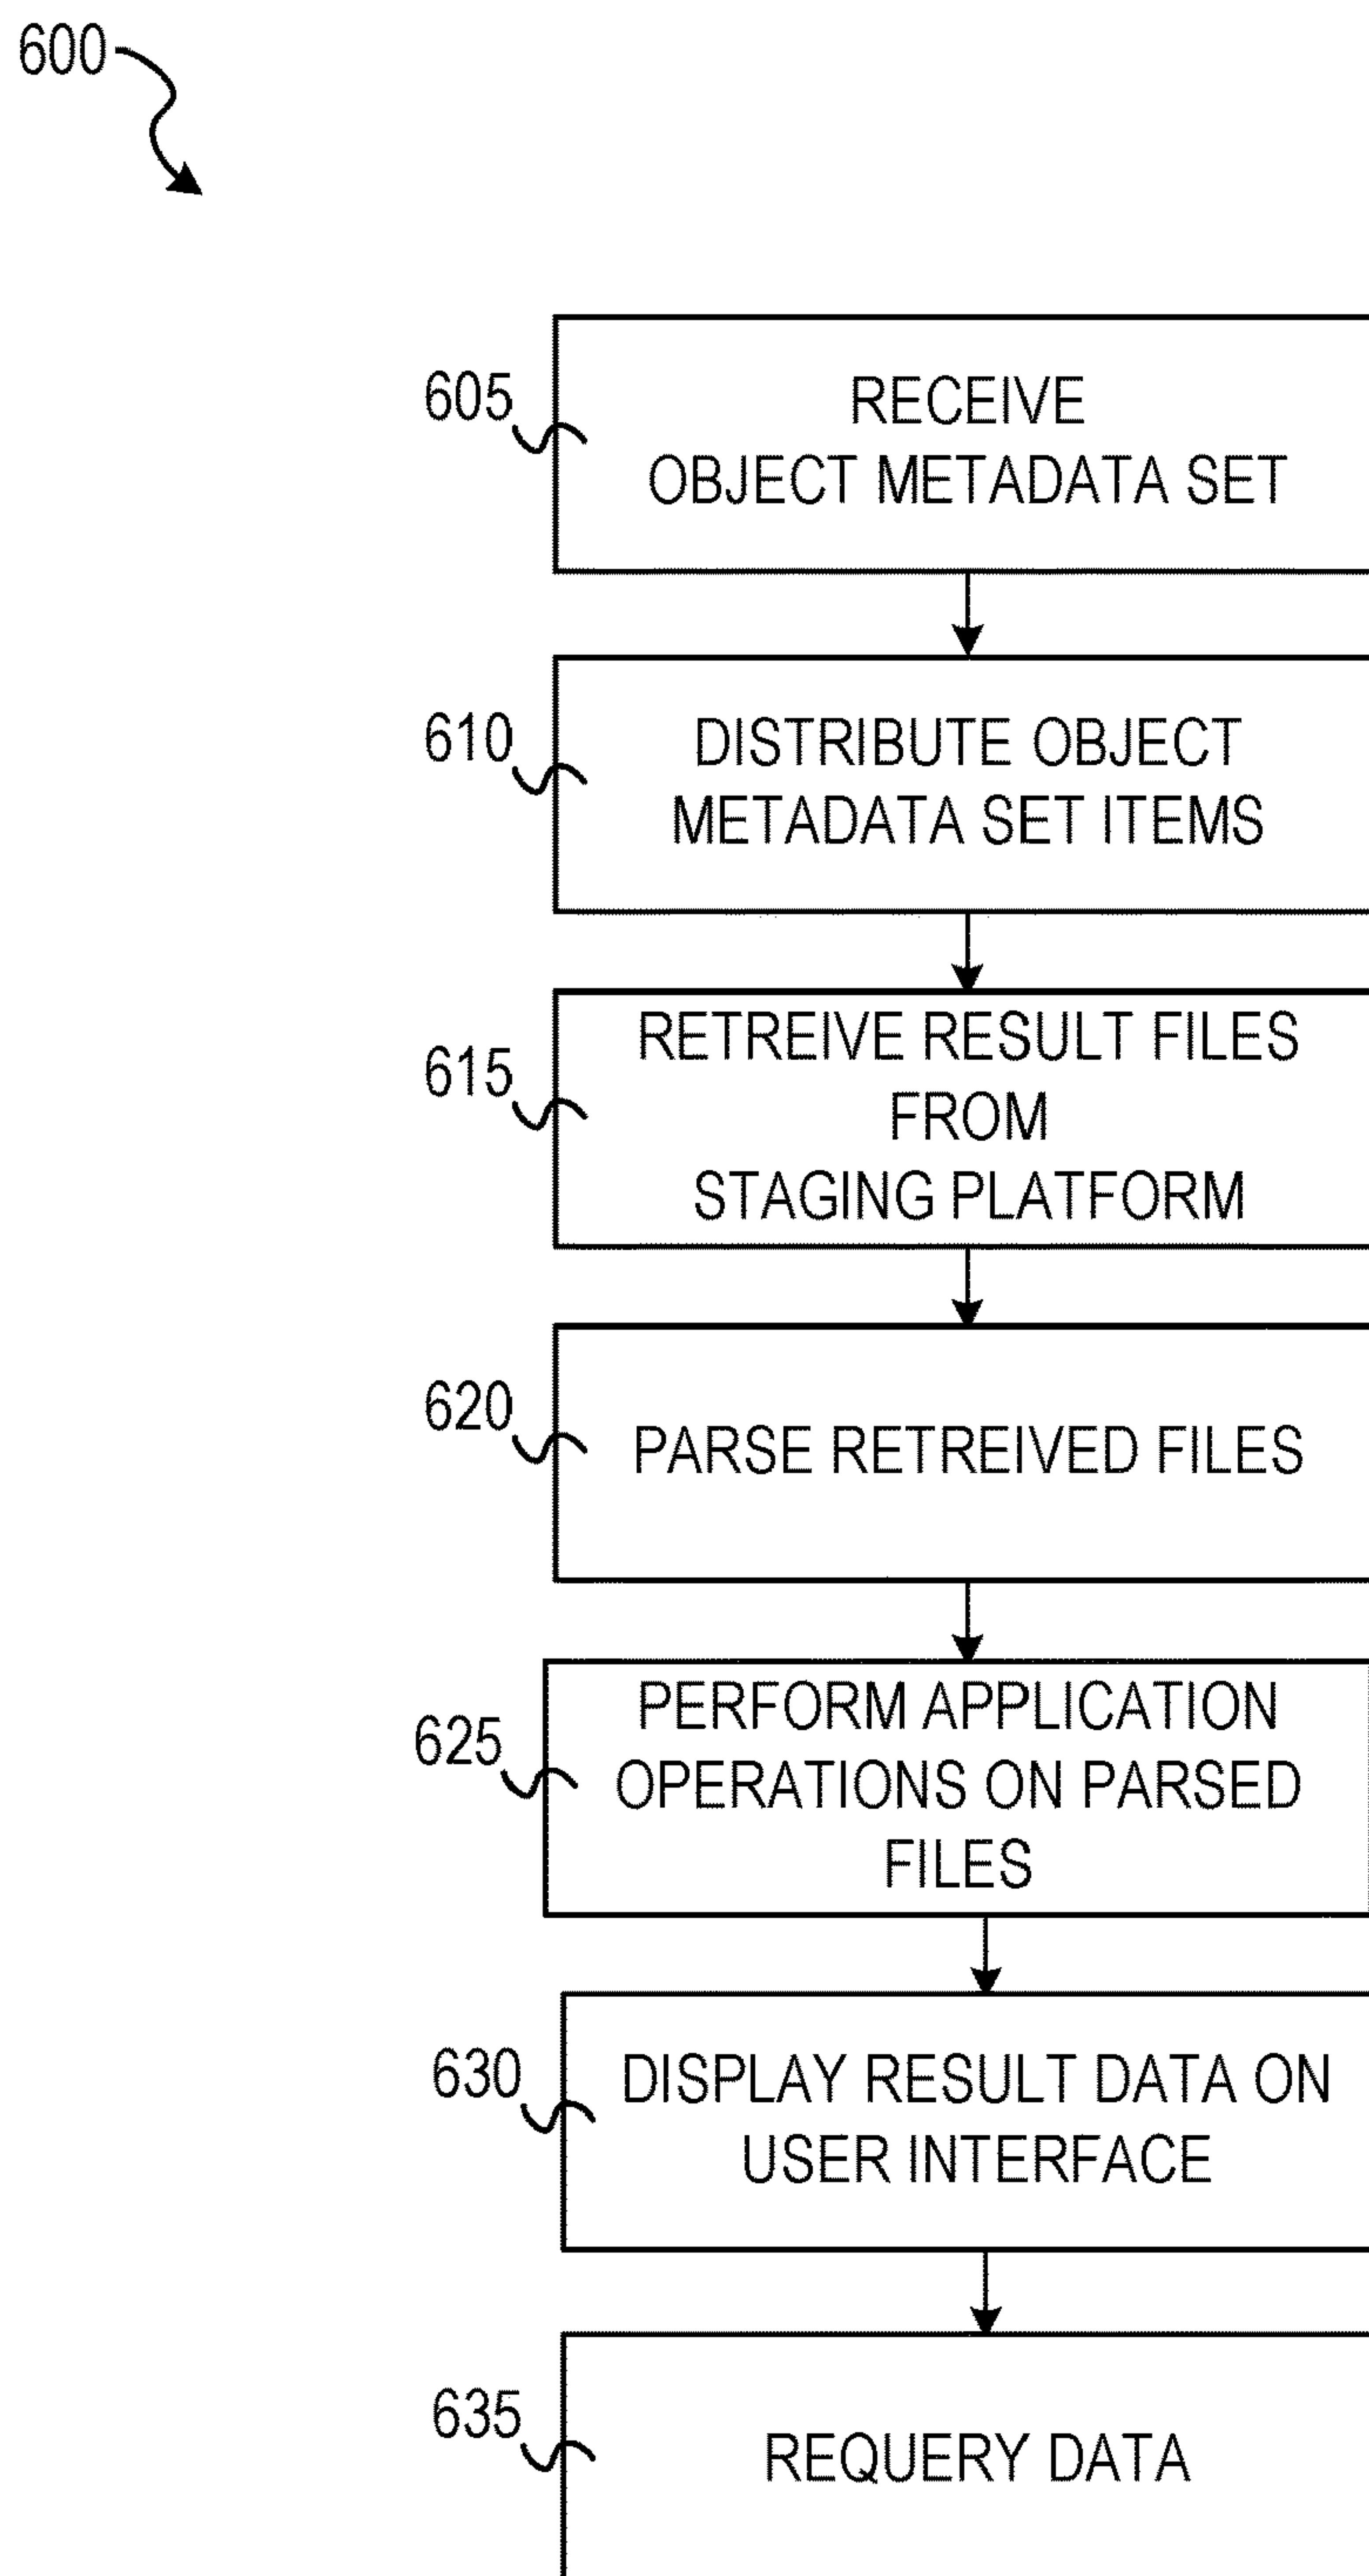 600
605
RECEIVE
OBJECT METADATA SET
610
DISTRIBUTE OBJECT
METADATA SET ITEMS
615
RETREIVE RESULT FILES
FROM
STAGING PLATFORM
620
PARSE RETREIVED FILES
625
PERFORM APPLICATION
OPERATIONS ON PARSED
FILES
630
DISPLAY RESULT DATA ON
USER INTERFACE
635
REQUERY DATA